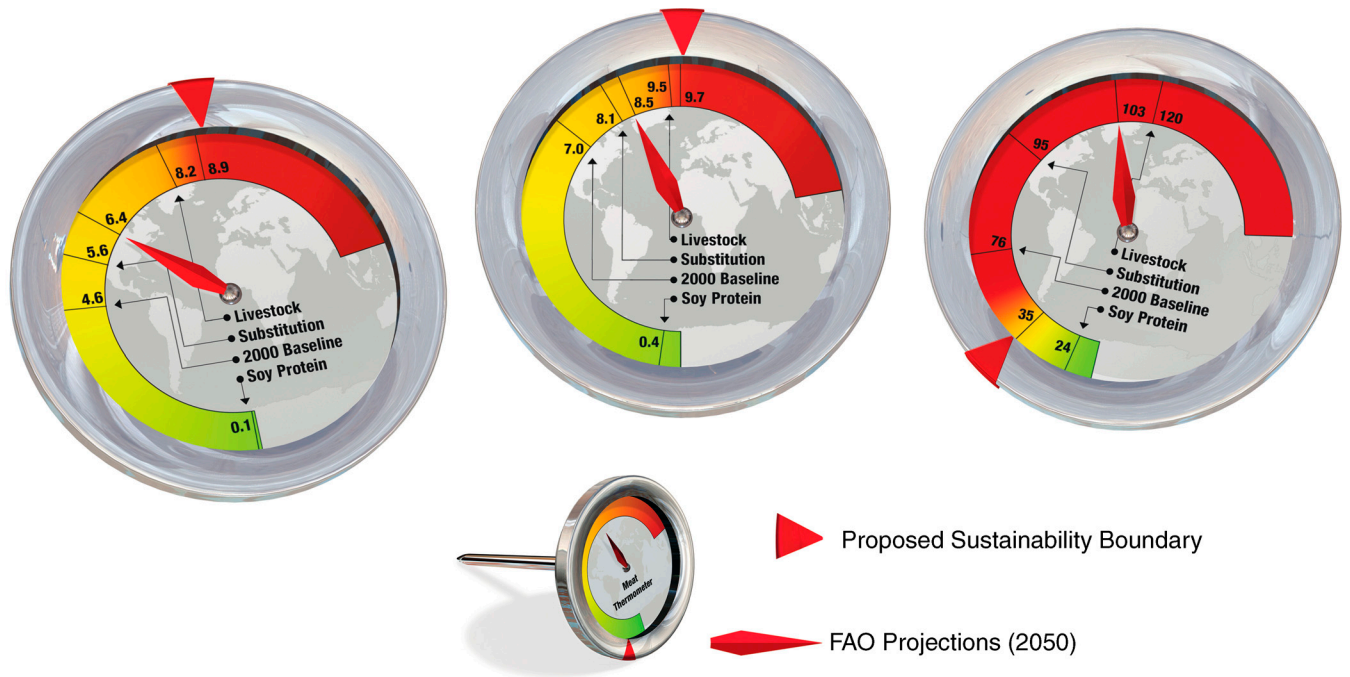 8.2
8.9
6.4
5.6
4.6
0.1
Livestock
Substitution
2000 Baseline
Soy Protein
9.5
8.5
9.7
8.1
7.0
0.4
Livestock
Substitution
2000 Baseline
Soy Protein
103
120
95
76
35
24
Livestock
Substitution
2000 Baseline
Soy Protein
Meat
Thermometer
Proposed Sustainability Boundary
FAO Projections (2050)